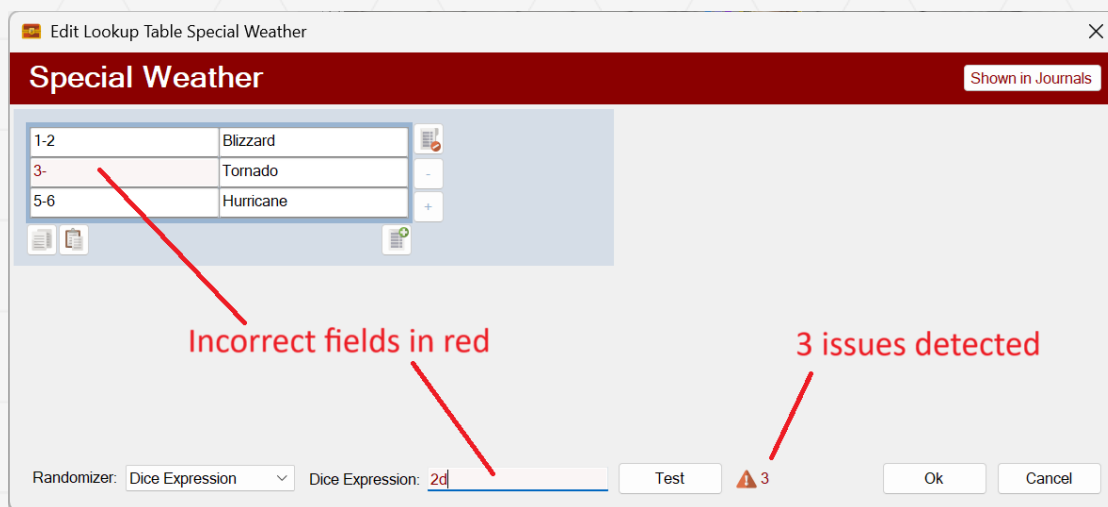 Edit Lookup Table Special Weather
Special Weather
Shown in Journals
1-2 Blizzard
3- Tornado
-
5-6 Hurricane
+
Incorrect fields in red
3 issues detected
Randomizer: Dice Expression Dice Expression: 2d Test 3 Ok Cancel